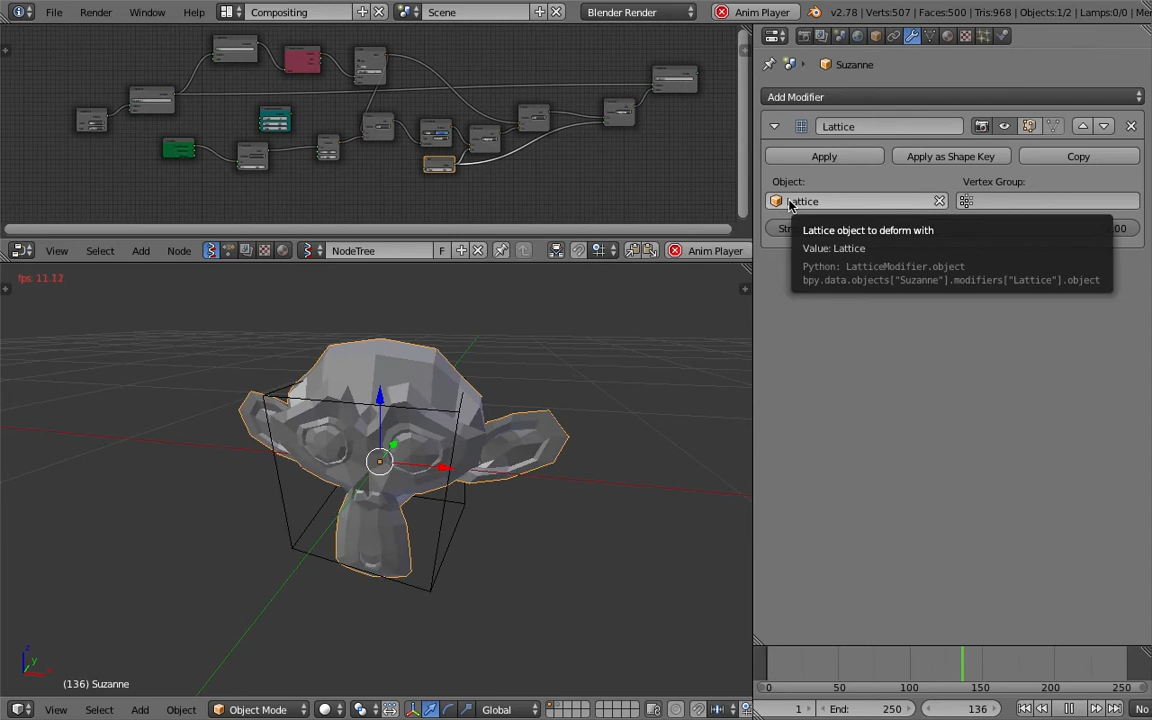 File Window Help Compositing Scene Blender Render Anim Player v2.78 | Verts:507 | Faces:500 | Tris:968 | Objects:1/2 | Lamps:0/0 |
Suzanne
Add Modifier
Lattice
Apply Apply as Shape Key Copy
Object: Vertex Group:
Lattice
Lattice object to deform with
Value: Lattice
Python: LatticeModifier.object
bpy.data.objects["Suzanne"].modifiers["Lattice"].object
View Select Add Node NodeTree F Anim Player
fps: 11.12
(136) Suzanne
View Select Add Object Object Mode Global
0 50 100 150 200 250
1 End: 250 136 No